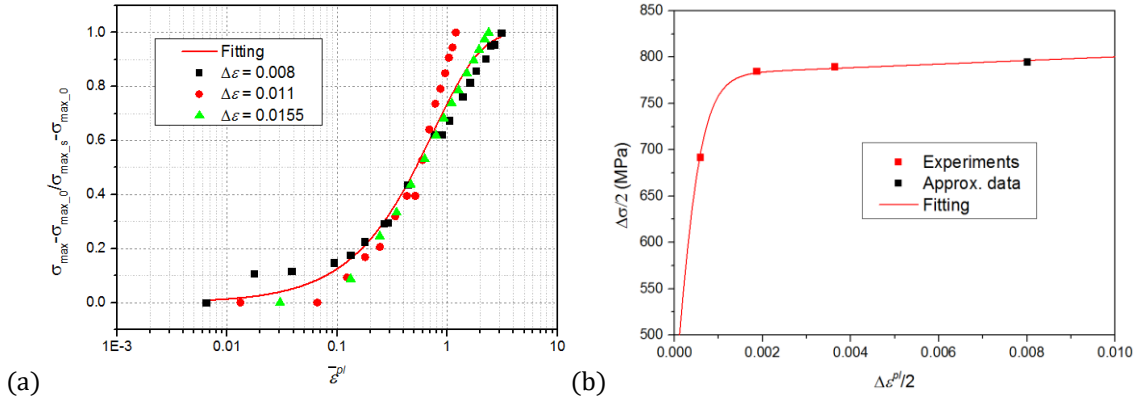 1.0
0.8
0.6
0.4
0.2
0.0
σmax-σmax_0/σmax_s-σmax_0
Fitting
Δε = 0.008
Δε = 0.011
Δε = 0.0155
1E-3 0.01 0.1 1 10
ε̅ᵖˡ
(a)
850
800
750
700
650
800
750
600
550
500
Δσ/2 (MPa)
Experiments
Approx. data
Fitting
0.000 0.002 0.004 0.006 0.008 0.010
Δεᵖˡ/2
(b)